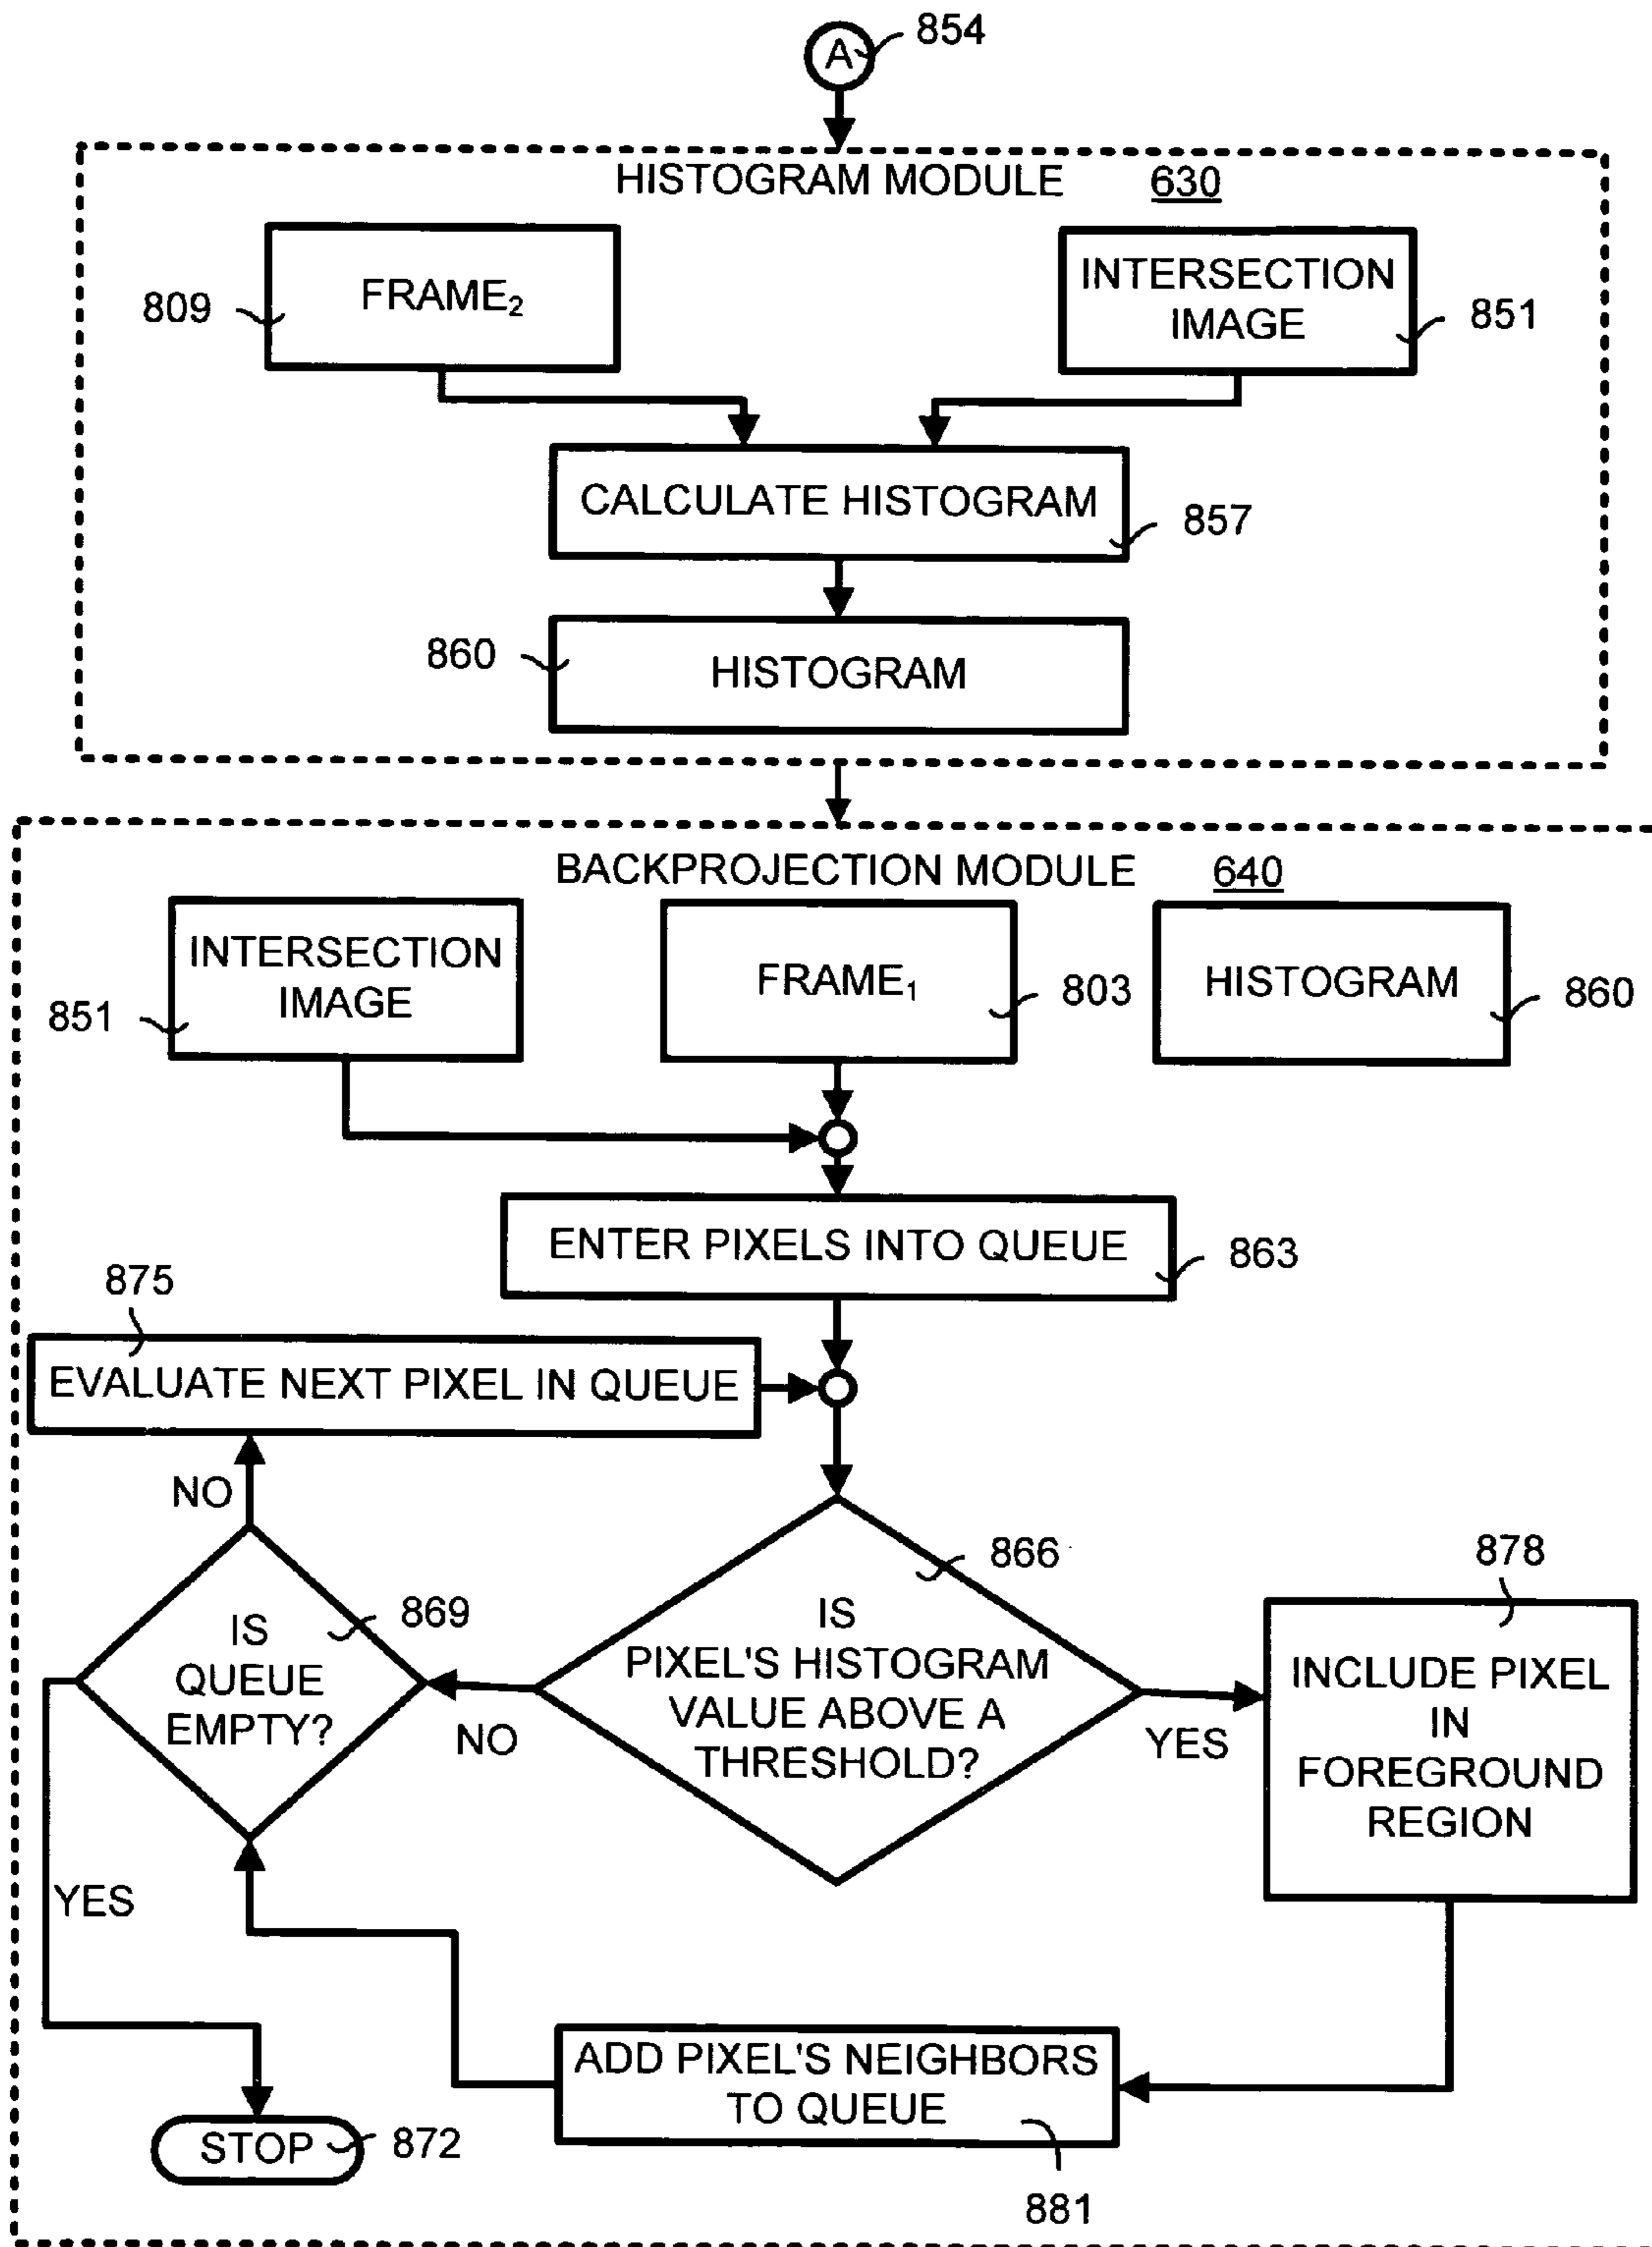 A
854
HISTOGRAM MODULE 630
FRAME₂
809
INTERSECTION
IMAGE
851
CALCULATE HISTOGRAM
857
HISTOGRAM
860
BACKPROJECTION MODULE 640
INTERSECTION
IMAGE
851
FRAME₁
803
HISTOGRAM
860
ENTER PIXELS INTO QUEUE
863
875
EVALUATE NEXT PIXEL IN QUEUE
NO
866
IS
PIXEL'S HISTOGRAM
VALUE ABOVE A
THRESHOLD?
869
IS
QUEUE
EMPTY?
NO
YES
878
INCLUDE PIXEL
IN
FOREGROUND
REGION
YES
ADD PIXEL'S NEIGHBORS
TO QUEUE
881
STOP
872